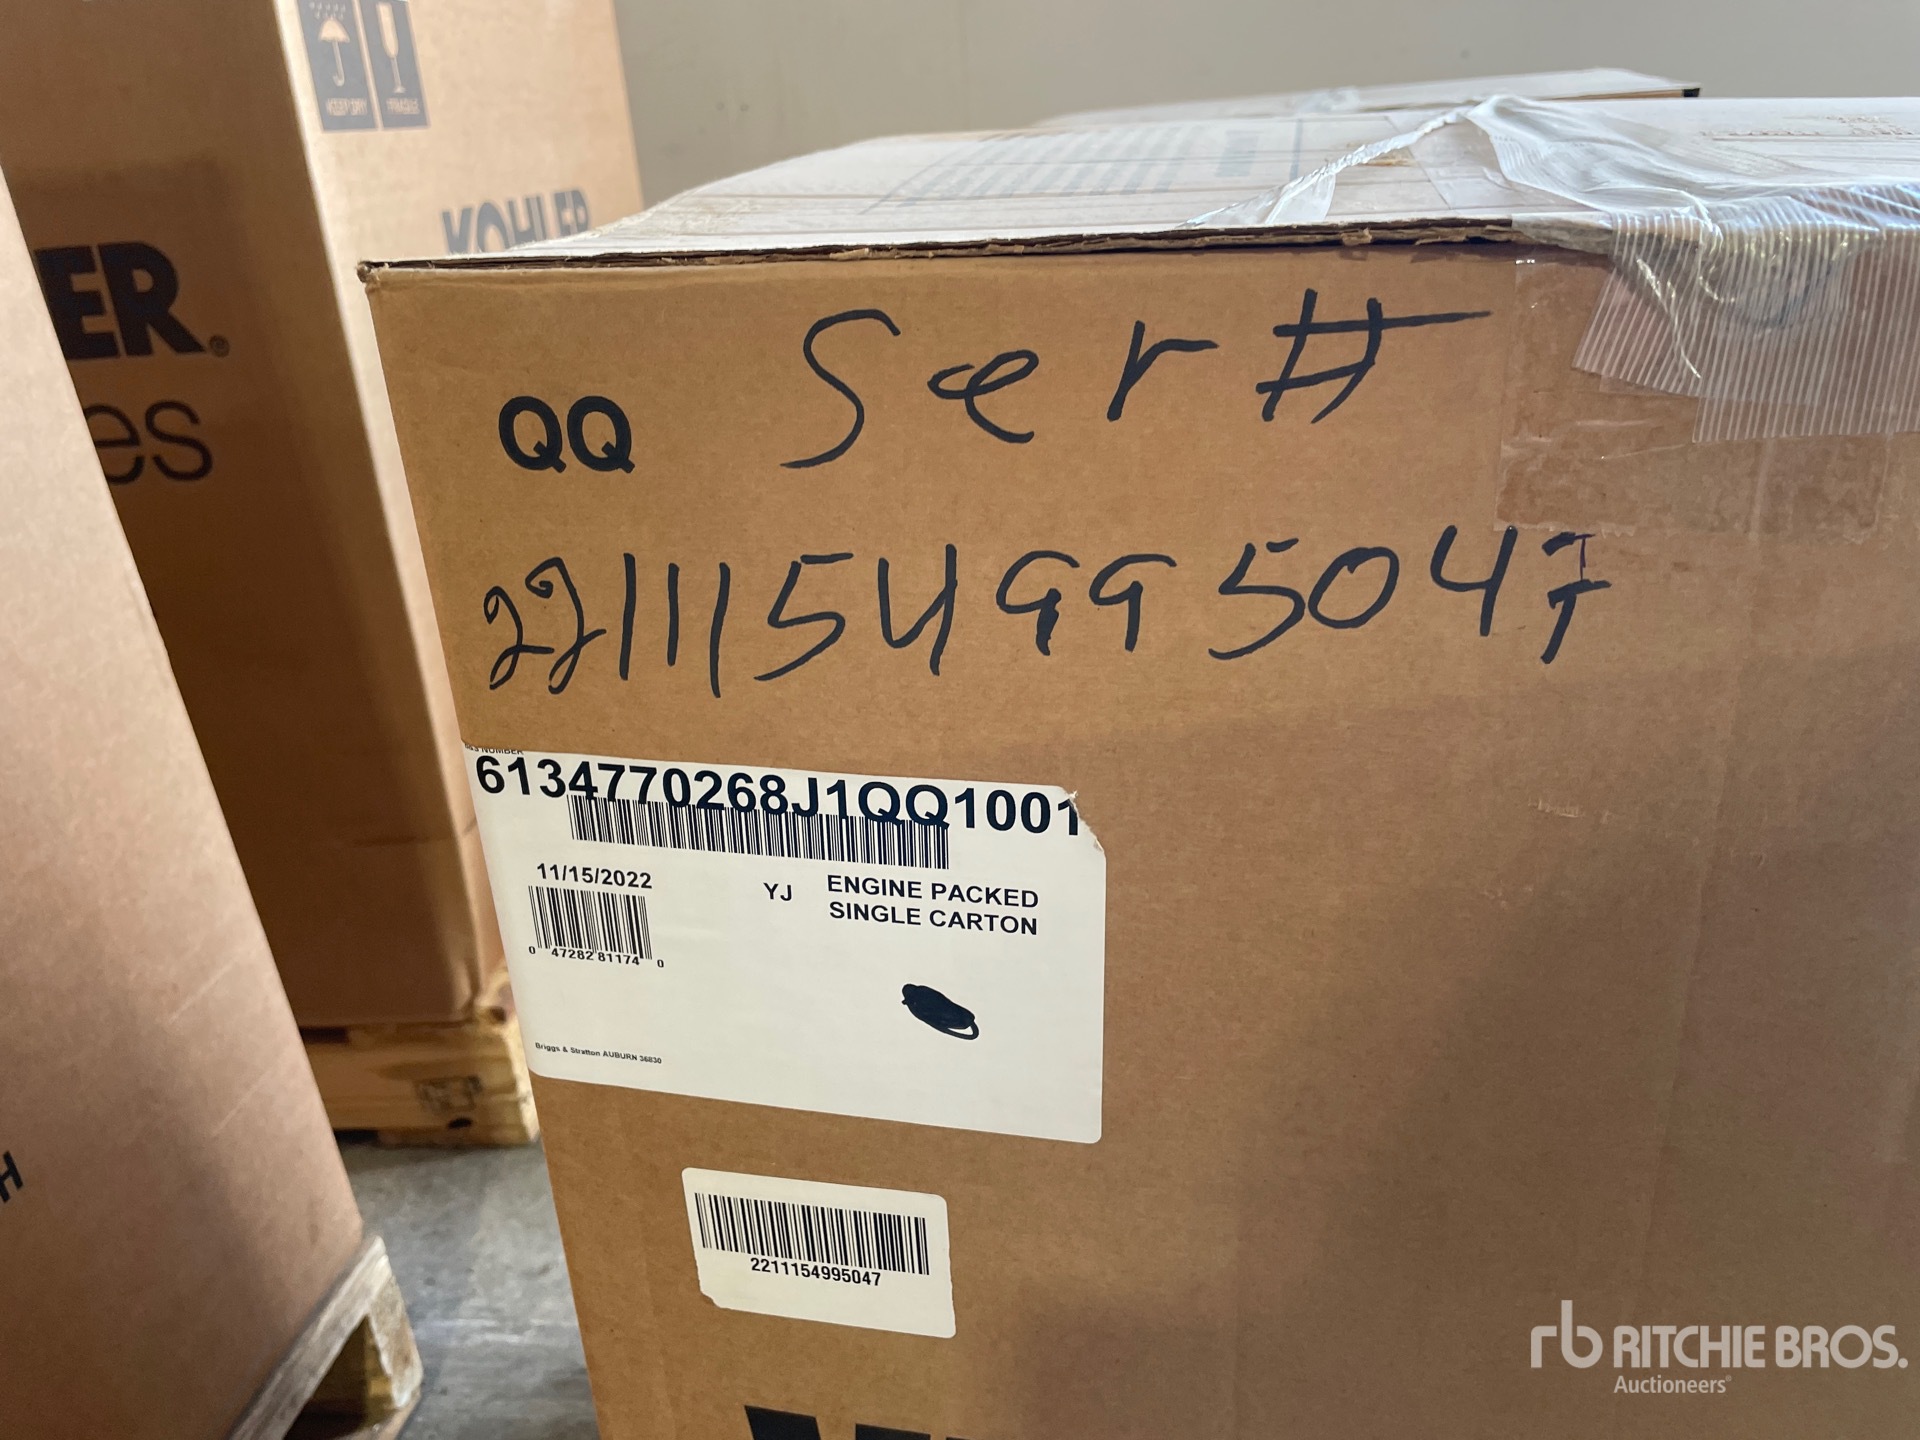 KEEP DRY
FRAGILE
KOHLER
ER®
es
QQ
Ser #
2211154995047
NUMBER
6134770268J1QQ1001
11/15/2022
YJ
ENGINE PACKED
SINGLE CARTON
0 47282 81174 0
Briggs & Stratton AUBURN 36830
2211154995047
H
rb RITCHIE BROS.
Auctioneers®